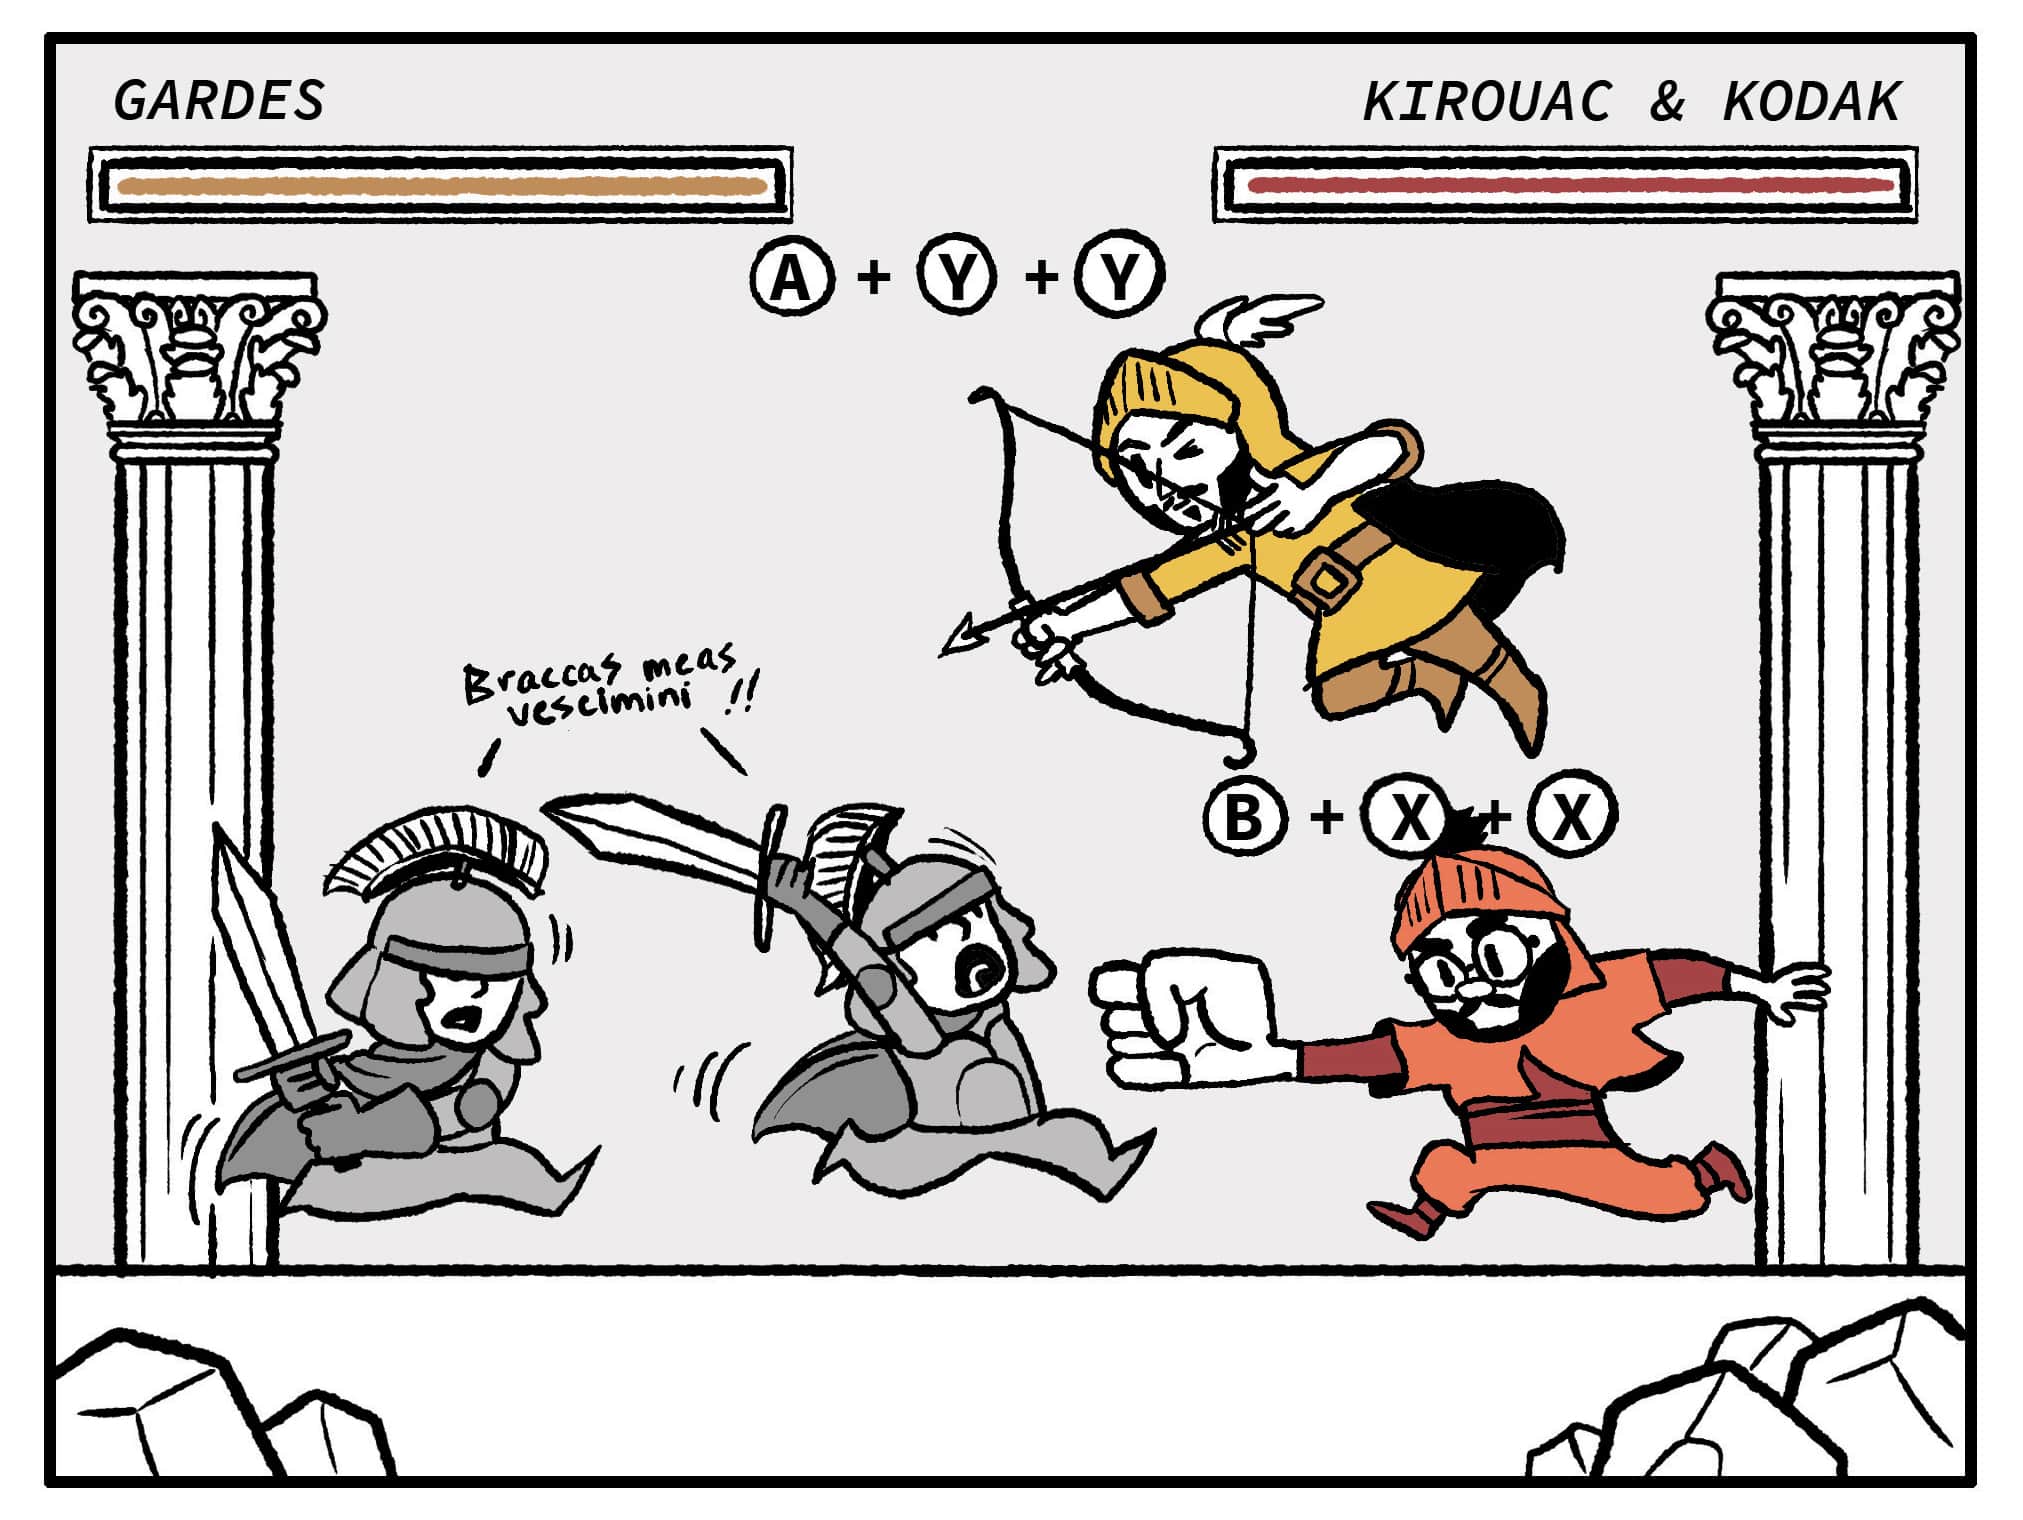 GARDES
KIROUAC & KODAK
A + Y + Y
Braccas meas
vescimini !!
B + X + X